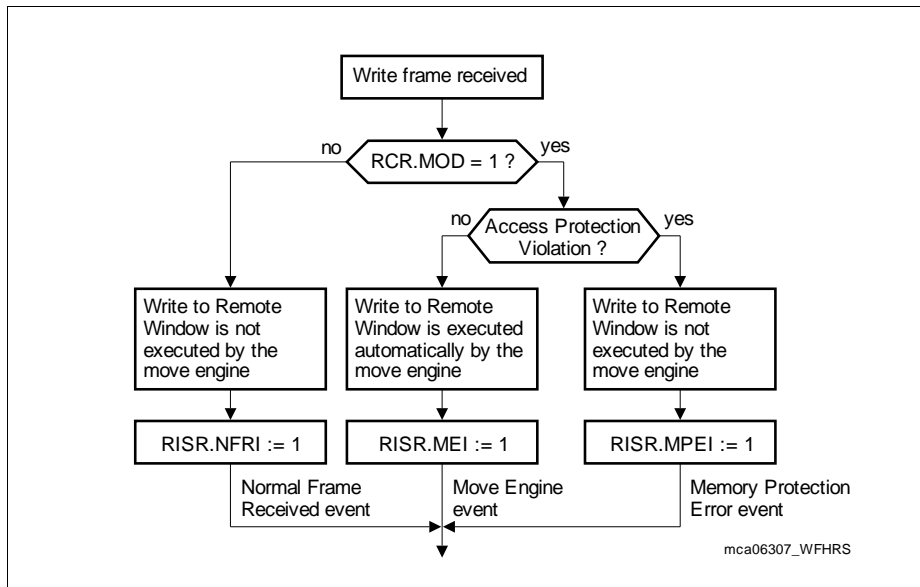 Write frame received
no
RCR.MOD = 1 ?
yes
no
Access Protection
Violation ?
yes
Write to Remote
Window is not
executed by the
move engine
Write to Remote
Window is executed
automatically by the
move engine
Write to Remote
Window is not
executed by the
move engine
RISR.NFRI := 1
RISR.MEI := 1
RISR.MPEI := 1
Normal Frame
Received event
Move Engine
event
Memory Protection
Error event
mca06307_WFHRS